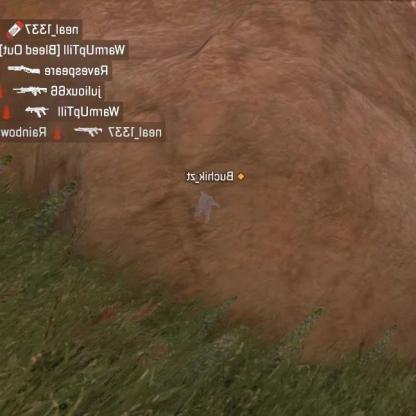 neal_1337
WarmUpTill [Bleed Out]
Ravespeare
julioux66
WarmUpTill
neal_1337 Rainbow
Buchik_zt